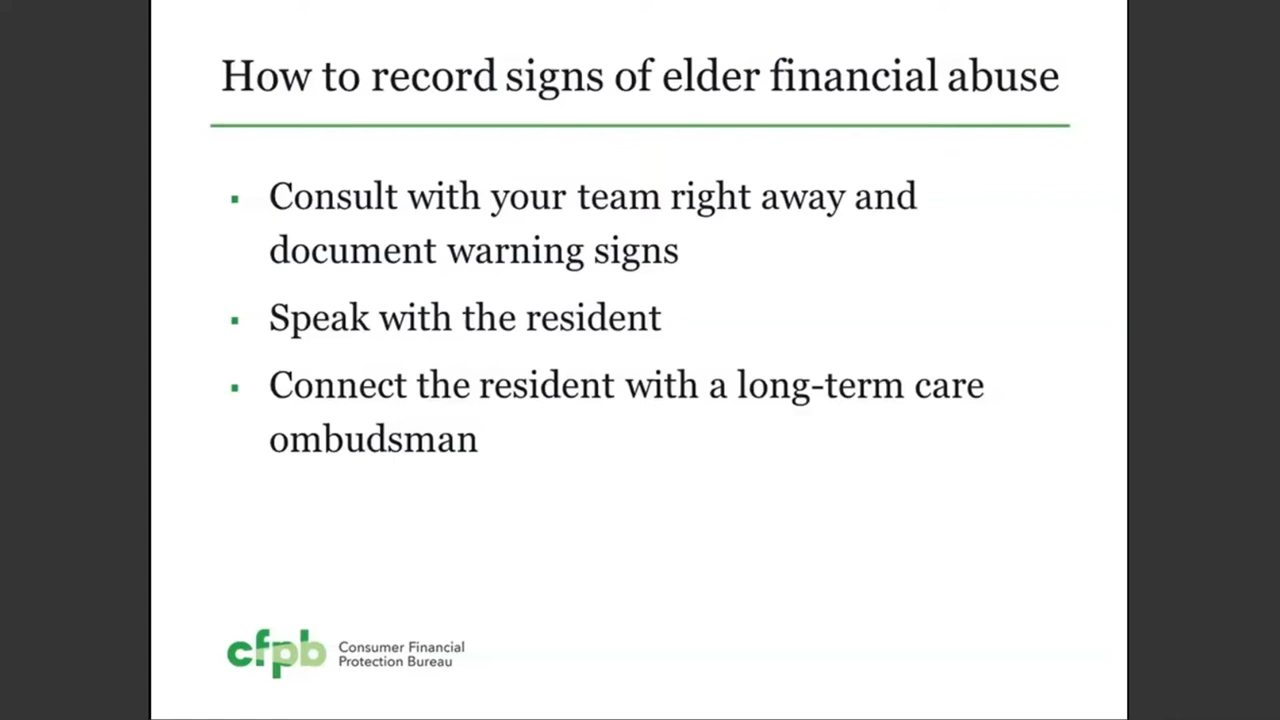 How to record signs of elder financial abuse
▪ Consult with your team right away and
document warning signs
▪ Speak with the resident
▪ Connect the resident with a long-term care
ombudsman
cfpb
Consumer Financial
Protection Bureau